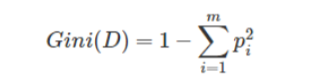 Gini(D) = 1 − ∑_{i=1}^{m} p_i^2